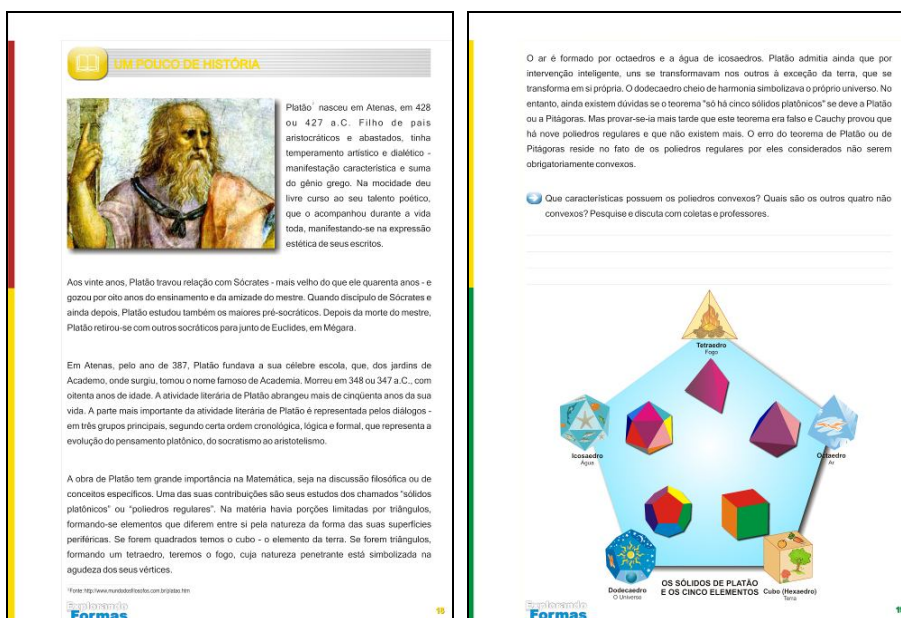 UM POUCO DE HISTÓRIA
Platão¹ nasceu em Atenas, em 428
ou 427 a.C. Filho de pais
aristocráticos e abastados, tinha
temperamento artístico e dialético -
manifestação característica e suma
do gênio grego. Na mocidade deu
livre curso ao seu talento poético,
que o acompanhou durante a vida
toda, manifestando-se na expressão
estética de seus escritos.
Aos vinte anos, Platão travou relação com Sócrates - mais velho do que ele quarenta anos - e
gozou por oito anos do ensinamento e da amizade do mestre. Quando discípulo de Sócrates e
ainda depois, Platão estudou também os maiores pré-socráticos. Depois da morte do mestre,
Platão retirou-se com outros socráticos para junto de Euclides, em Mégara.
Em Atenas, pelo ano de 387, Platão fundava a sua célebre escola, que, dos jardins de
Academo, onde surgiu, tomou o nome famoso de Academia. Morreu em 348 ou 347 a.C., com
oitenta anos de idade. A atividade literária de Platão abrangeu mais de cinqüenta anos da sua
vida. A parte mais importante da atividade literária de Platão é representada pelos diálogos -
em três grupos principais, segundo certa ordem cronológica, lógica e formal, que representa a
evolução do pensamento platônico, do socratismo ao aristotelismo.
A obra de Platão tem grande importância na Matemática, seja na discussão filosófica ou de
conceitos específicos. Uma das suas contribuições são seus estudos dos chamados "sólidos
platônicos" ou "poliedros regulares". Na matéria havia porções limitadas por triângulos,
formando-se elementos que diferem entre si pela natureza da forma das suas superfícies
periféricas. Se forem quadrados temos o cubo - o elemento da terra. Se forem triângulos,
formando um tetraedro, teremos o fogo, cuja natureza penetrante está simbolizada na
agudeza dos seus vértices.
¹ Fonte: http://www.mundodosfilosofos.com.br/platao.htm
Explorando
Formas
15
O ar é formado por octaedros e a água de icosaedros. Platão admitia ainda que por
intervenção inteligente, uns se transformavam nos outros à exceção da terra, que se
transforma em si própria. O dodecaedro cheio de harmonia simbolizava o próprio universo. No
entanto, ainda existem dúvidas se o teorema "só há cinco sólidos platônicos" se deve a Platão
ou a Pitágoras. Mas provar-se-ia mais tarde que este teorema era falso e Cauchy provou que
há nove poliedros regulares e que não existem mais. O erro do teorema de Platão ou de
Pitágoras reside no fato de os poliedros regulares por eles considerados não serem
obrigatoriamente convexos.
Que características possuem os poliedros convexos? Quais são os outros quatro não
convexos? Pesquise e discuta com coletas e professores.
Tetraedro
Fogo
Icosaedro
Água
Octaedro
Ar
Dodecaedro
O Universo
OS SÓLIDOS DE PLATÃO
E OS CINCO ELEMENTOS
Cubo (Hexaedro)
Terra
Explorando
Formas